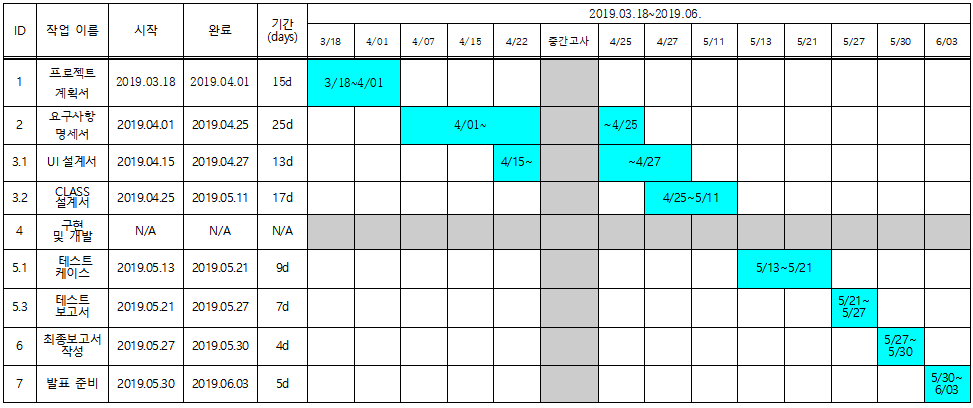 ID 작업 이름 시작 완료 기간 (days) 2019.03.18~2019.06.
3/18 4/01 4/07 4/15 4/22 중간고사 4/25 4/27 5/11 5/13 5/21 5/27 5/30 6/03
1 프로젝트 계획서 2019.03.18 2019.04.01 15d 3/18~4/01
2 요구사항 명세서 2019.04.01 2019.04.25 25d 4/01~ ~4/25
3.1 UI 설계서 2019.04.15 2019.04.27 13d 4/15~ ~4/27
3.2 CLASS 설계서 2019.04.25 2019.05.11 17d 4/25~5/11
4 구현 및 개발 N/A N/A N/A
5.1 테스트 케이스 2019.05.13 2019.05.21 9d 5/13~5/21
5.3 테스트 보고서 2019.05.21 2019.05.27 7d 5/21~ 5/27
6 최종보고서 작성 2019.05.27 2019.05.30 4d 5/27~ 5/30
7 발표 준비 2019.05.30 2019.06.03 5d 5/30~ 6/03